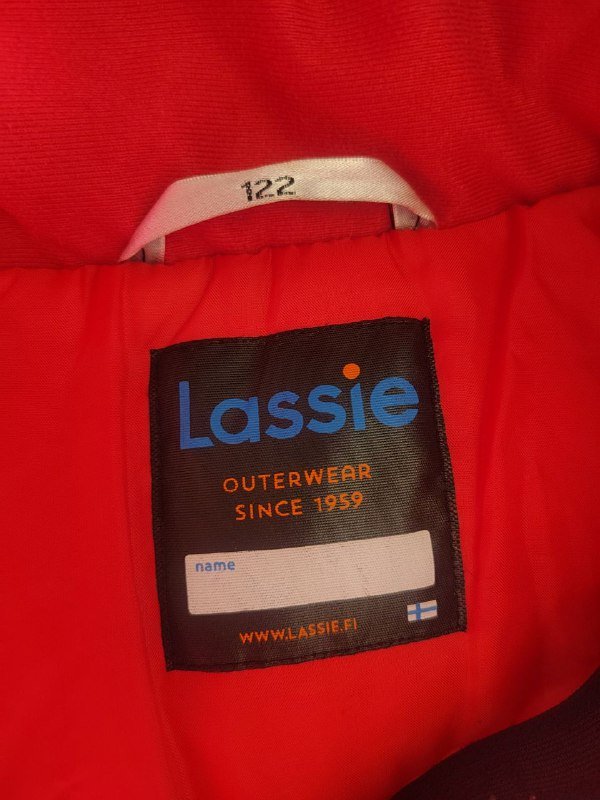 122
Lassie
OUTERWEAR
SINCE 1959
name
WWW.LASSIE.FI